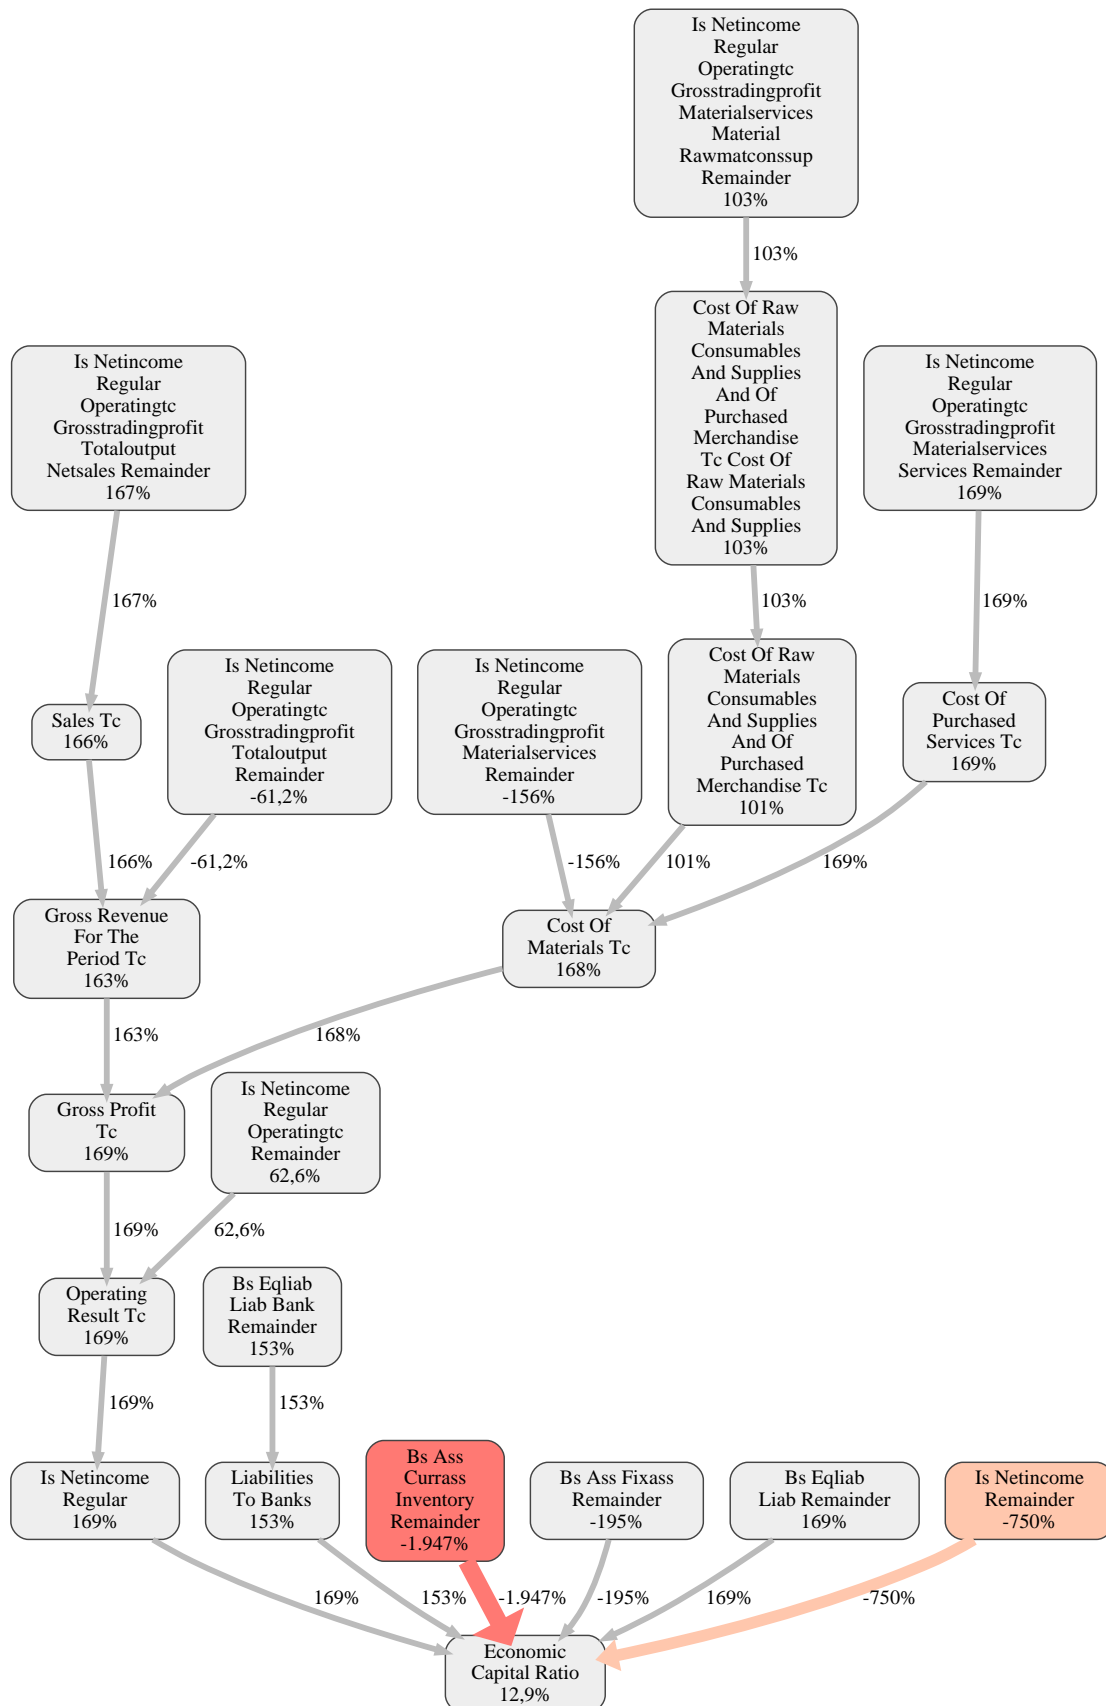 Is Netincome
Regular
Operatingtc
Grosstradingprofit
Materialservices
Material
Rawmatconssup
Remainder
103%
103%
Cost Of Raw
Materials
Consumables
And Supplies
And Of
Purchased
Merchandise
Tc Cost Of
Raw Materials
Consumables
And Supplies
103%
Is Netincome
Regular
Operatingtc
Grosstradingprofit
Totaloutput
Netsales Remainder
167%
Is Netincome
Regular
Operatingtc
Grosstradingprofit
Materialservices
Services Remainder
169%
167%
103%
169%
Sales Tc
166%
Is Netincome
Regular
Operatingtc
Grosstradingprofit
Totaloutput
Remainder
-61,2%
Is Netincome
Regular
Operatingtc
Grosstradingprofit
Materialservices
Remainder
-156%
Cost Of Raw
Materials
Consumables
And Supplies
And Of
Purchased
Merchandise Tc
101%
Cost Of
Purchased
Services Tc
169%
166%
-61,2%
-156%
101%
169%
Gross Revenue
For The
Period Tc
163%
Cost Of
Materials Tc
168%
163%
168%
Gross Profit
Tc
169%
Is Netincome
Regular
Operatingtc
Remainder
62,6%
169%
62,6%
Operating
Result Tc
169%
Bs Eqliab
Liab Bank
Remainder
153%
169%
153%
Is Netincome
Regular
169%
Liabilities
To Banks
153%
Bs Ass
Currass
Inventory
Remainder
-1.947%
Bs Ass Fixass
Remainder
-195%
Bs Eqliab
Liab Remainder
169%
Is Netincome
Remainder
-750%
169%
153%
-1.947%
-195%
169%
-750%
Economic
Capital Ratio
12,9%